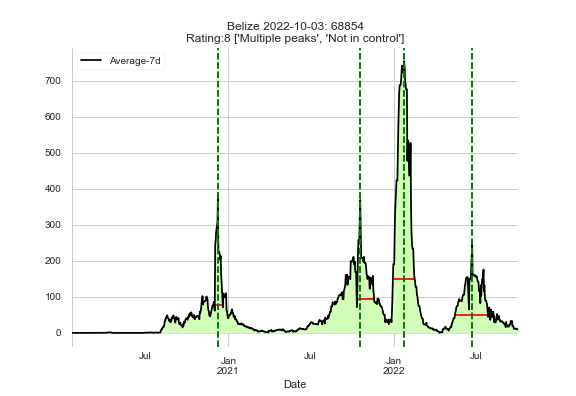 Belize 2022-10-03: 68854
Rating:8 ['Multiple peaks', 'Not in control']
Average-7d
700
600
500
400
300
200
100
0
Jul
Jan
2021
Jul
Jan
2022
Jul
Date